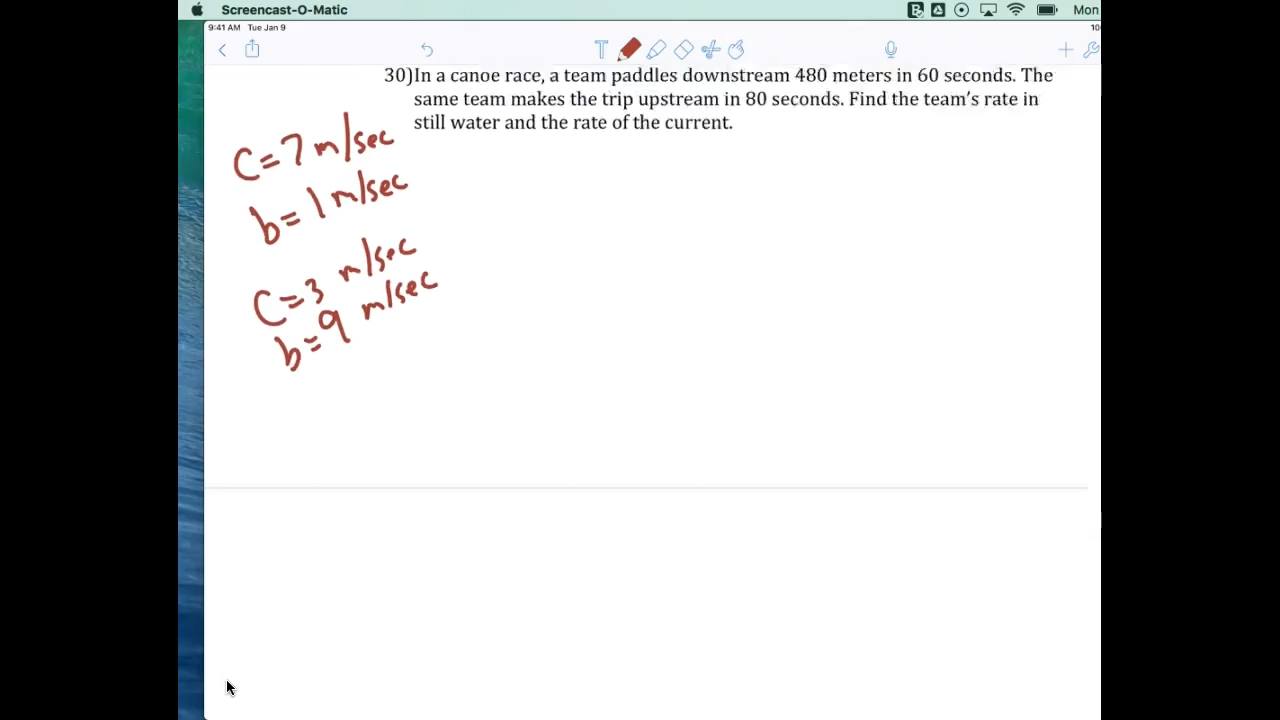 Screencast-O-Matic
Mon
9:41 AM Tue Jan 9
10
30)In a canoe race, a team paddles downstream 480 meters in 60 seconds. The
same team makes the trip upstream in 80 seconds. Find the team's rate in
still water and the rate of the current.
C=7 m/sec
b=1 m/sec
C=3 m/sec
b=9 m/sec